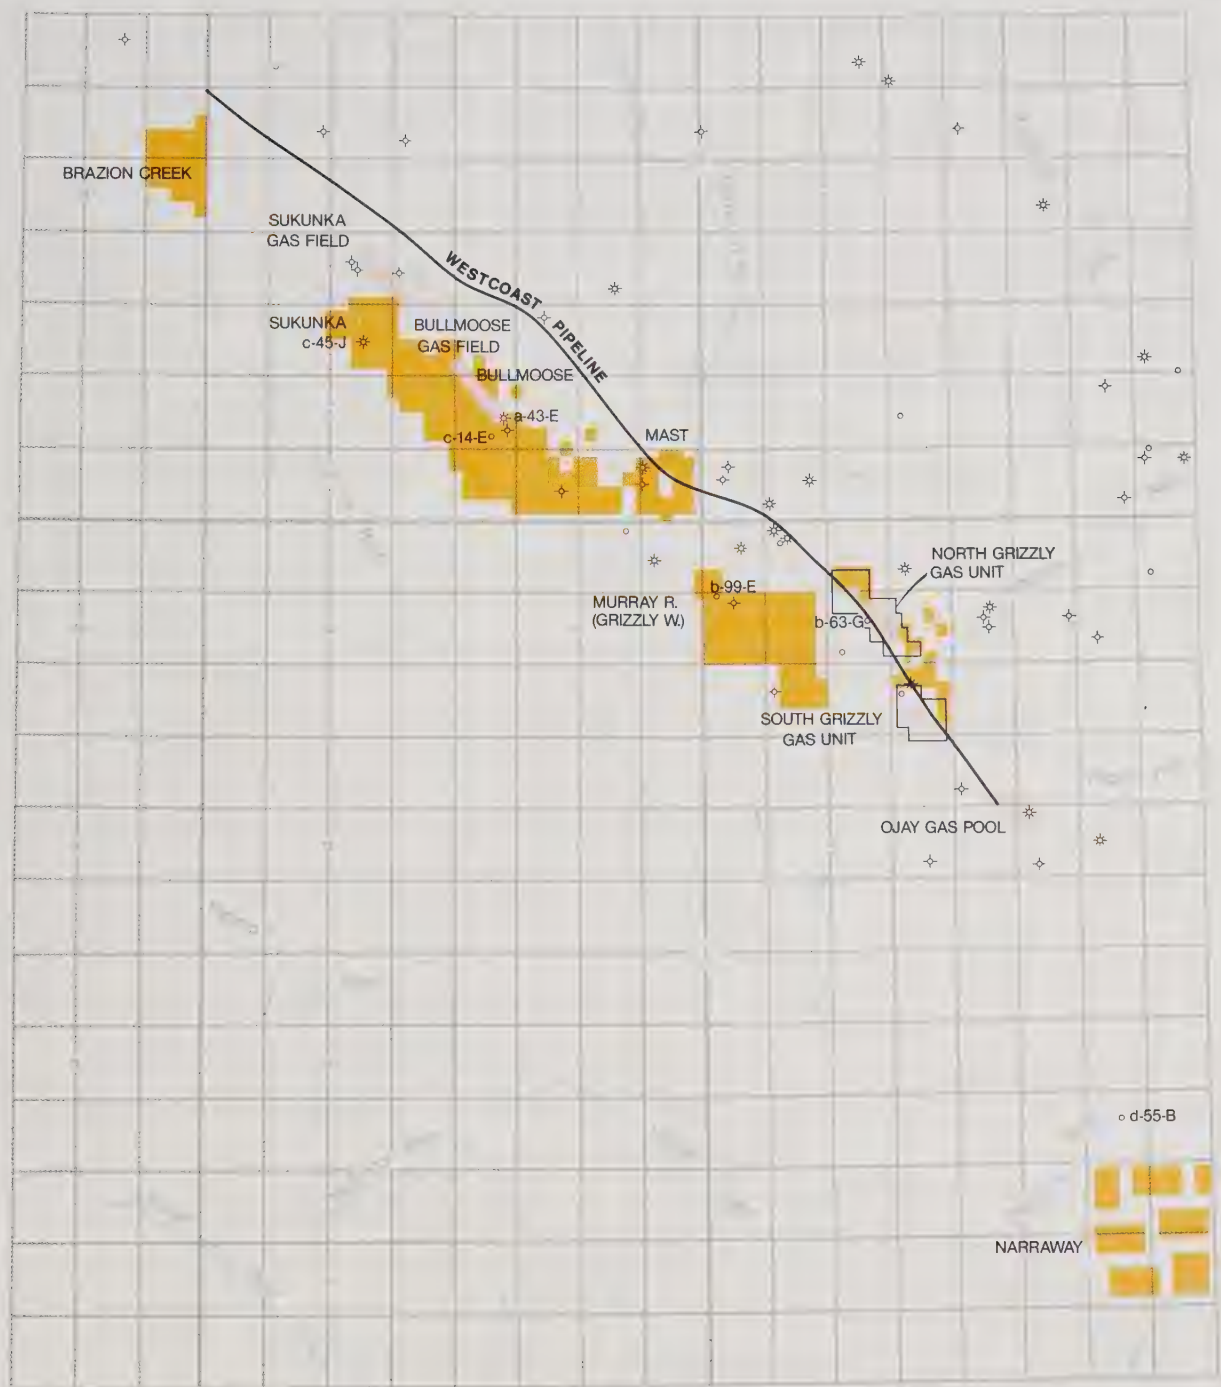 BRAZION CREEK
SUKUNKA
GAS FIELD
WESTCOAST PIPELINE
SUKUNKA
c-45-J
BULLMOOSE
GAS FIELD
BULLMOOSE
a-43-E
c-14-E
MAST
NORTH GRIZZLY
GAS UNIT
b-99-E
MURRAY R.
(GRIZZLY W.)
b-63-G
SOUTH GRIZZLY
GAS UNIT
OJAY GAS POOL
d-55-B
NARRAWAY